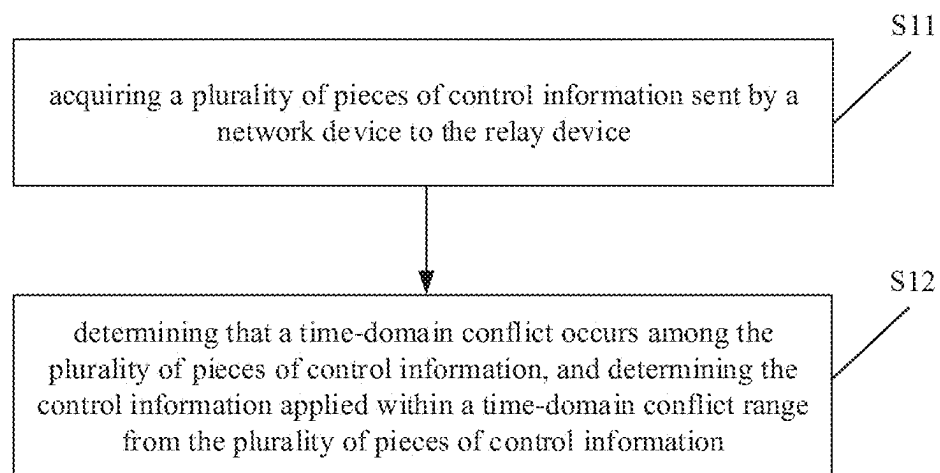 S11
acquiring a plurality of pieces of control information sent by a
network device to the relay device
S12
determining that a time-domain conflict occurs among the
plurality of pieces of control information, and determining the
control information applied within a time-domain conflict range
from the plurality of pieces of control information